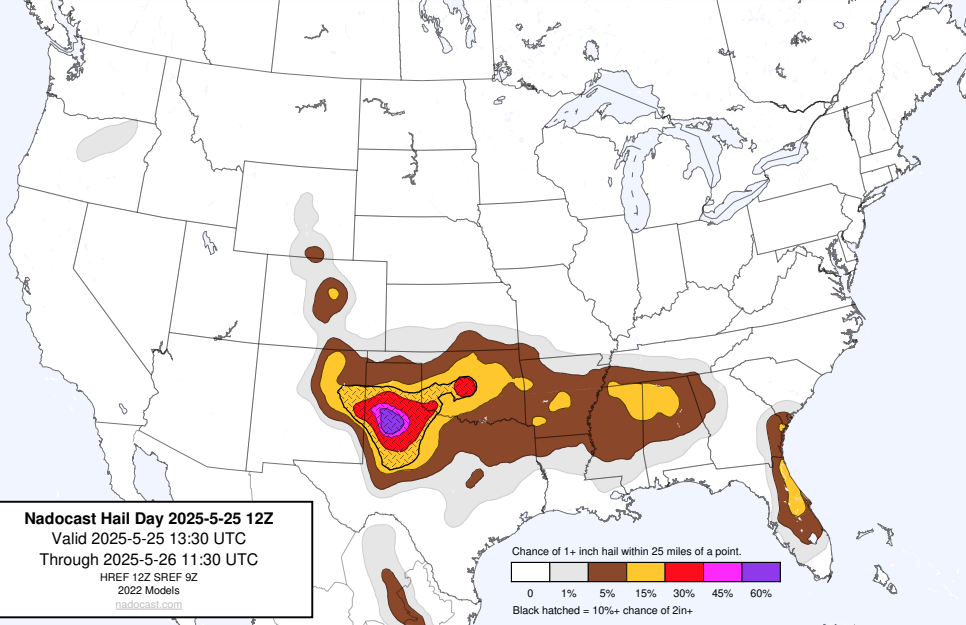 Nadocast Hail Day 2025-5-25 12Z
Valid 2025-5-25 13:30 UTC
Through 2025-5-26 11:30 UTC
HREF 12Z SREF 9Z
2022 Models
nadocast.com
Chance of 1+ inch hail within 25 miles of a point.
0 1% 5% 15% 30% 45% 60%
Black hatched = 10%+ chance of 2in+